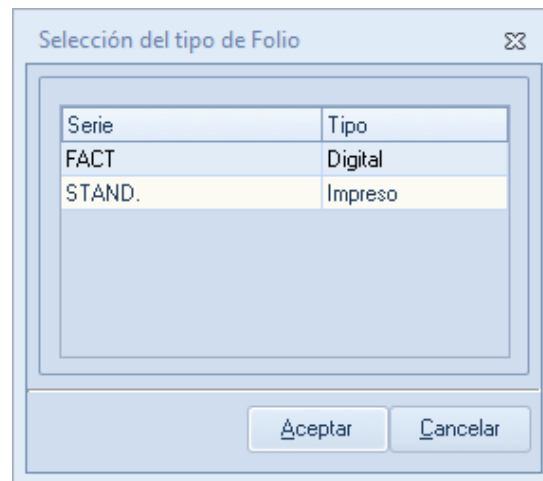 Selección del tipo de Folio
Serie Tipo
FACT Digital
STAND. Impreso
Aceptar Cancelar